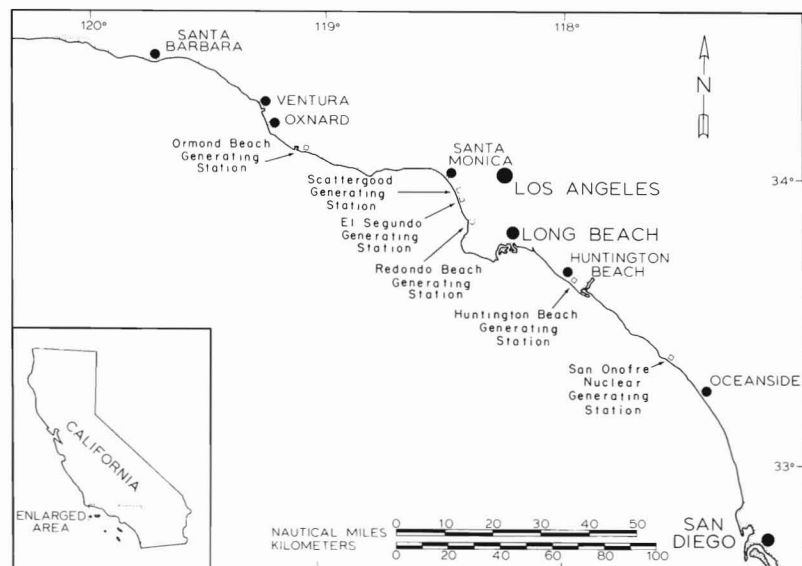 120°
119°
118°
SANTA
BARBARA
VENTURA
OXNARD
Ormond Beach
Generating
Station
SANTA
MONICA
LOS ANGELES
34°
Scattergood
Generating
Station
El Segundo
Generating
Station
LONG BEACH
Redondo Beach
Generating
Station
HUNTINGTON
BEACH
Huntington Beach
Generating
Station
San Onofre
Nuclear
Generating
Station
OCEANSIDE
33°
SAN
DIEGO
N
CALIFORNIA
ENLARGED
AREA
NAUTICAL MILES
0 10 20 30 40 50
KILOMETERS
0 20 40 60 80 100